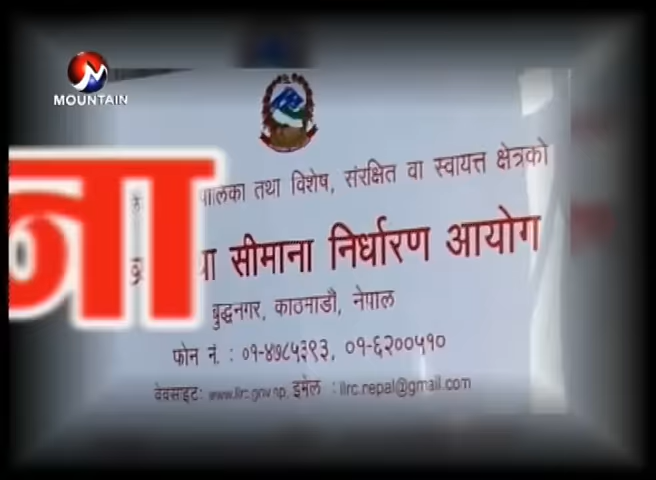 MOUNTAIN
तथा विशेष, संरक्षित वा स्वायत्त क्षेत्रको
ना
सीमाना निर्धारण आयोग
बुद्धनगर, काठमाडौं, नेपाल
फोन नं. : ०१-४७८५३९३, ०१-६२००५१०
वेवसाइट: www.llrc.gov.np, इमेल : llrc.nepal@gmail.com